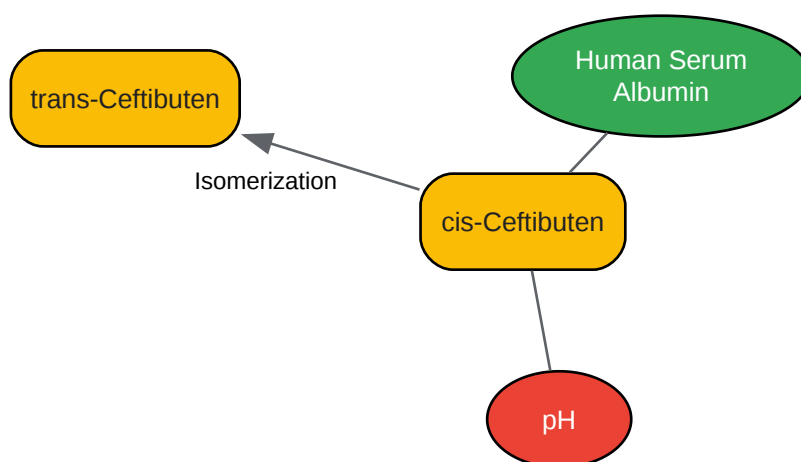 Human Serum
Albumin
trans-Ceftibuten
Isomerization
cis-Ceftibuten
pH